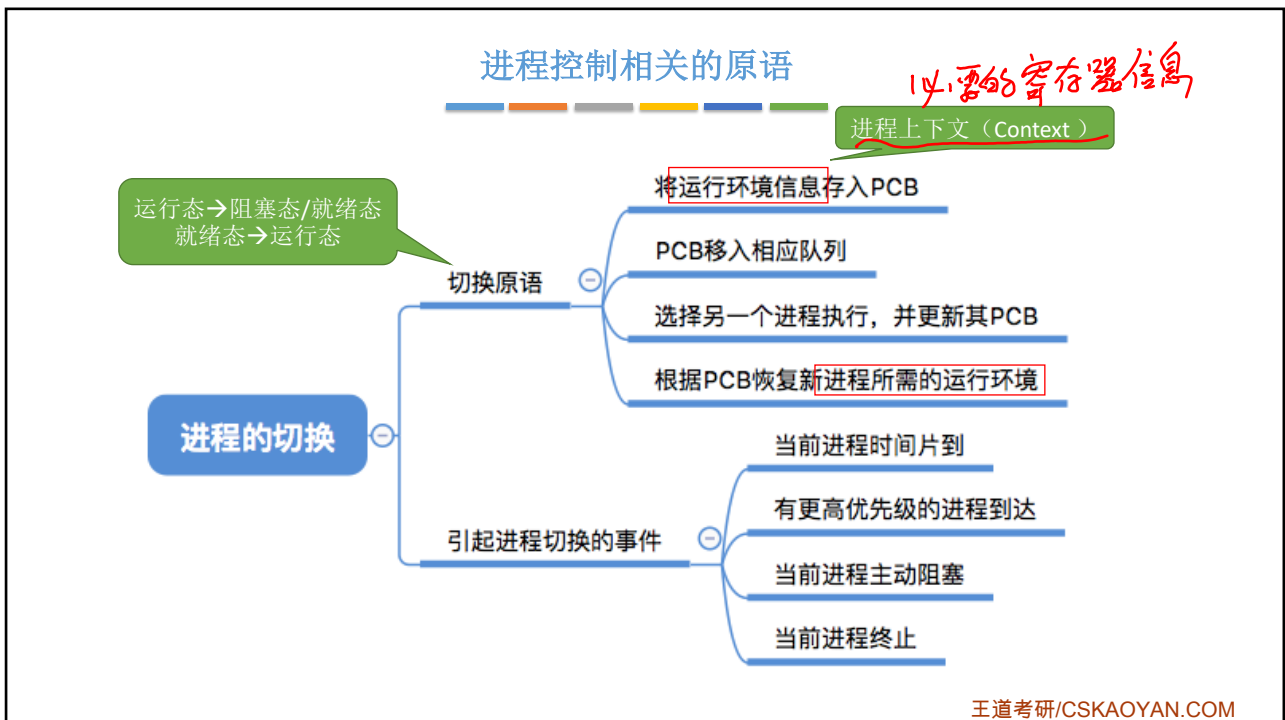 进程控制相关的原语
必要的寄存器信息
进程上下文（Context ）
将运行环境信息存入PCB
运行态→阻塞态/就绪态
就绪态→运行态
PCB移入相应队列
切换原语
选择另一个进程执行，并更新其PCB
根据PCB恢复新进程所需的运行环境
进程的切换
当前进程时间片到
有更高优先级的进程到达
引起进程切换的事件
当前进程主动阻塞
当前进程终止
王道考研/CSKAOYAN.COM